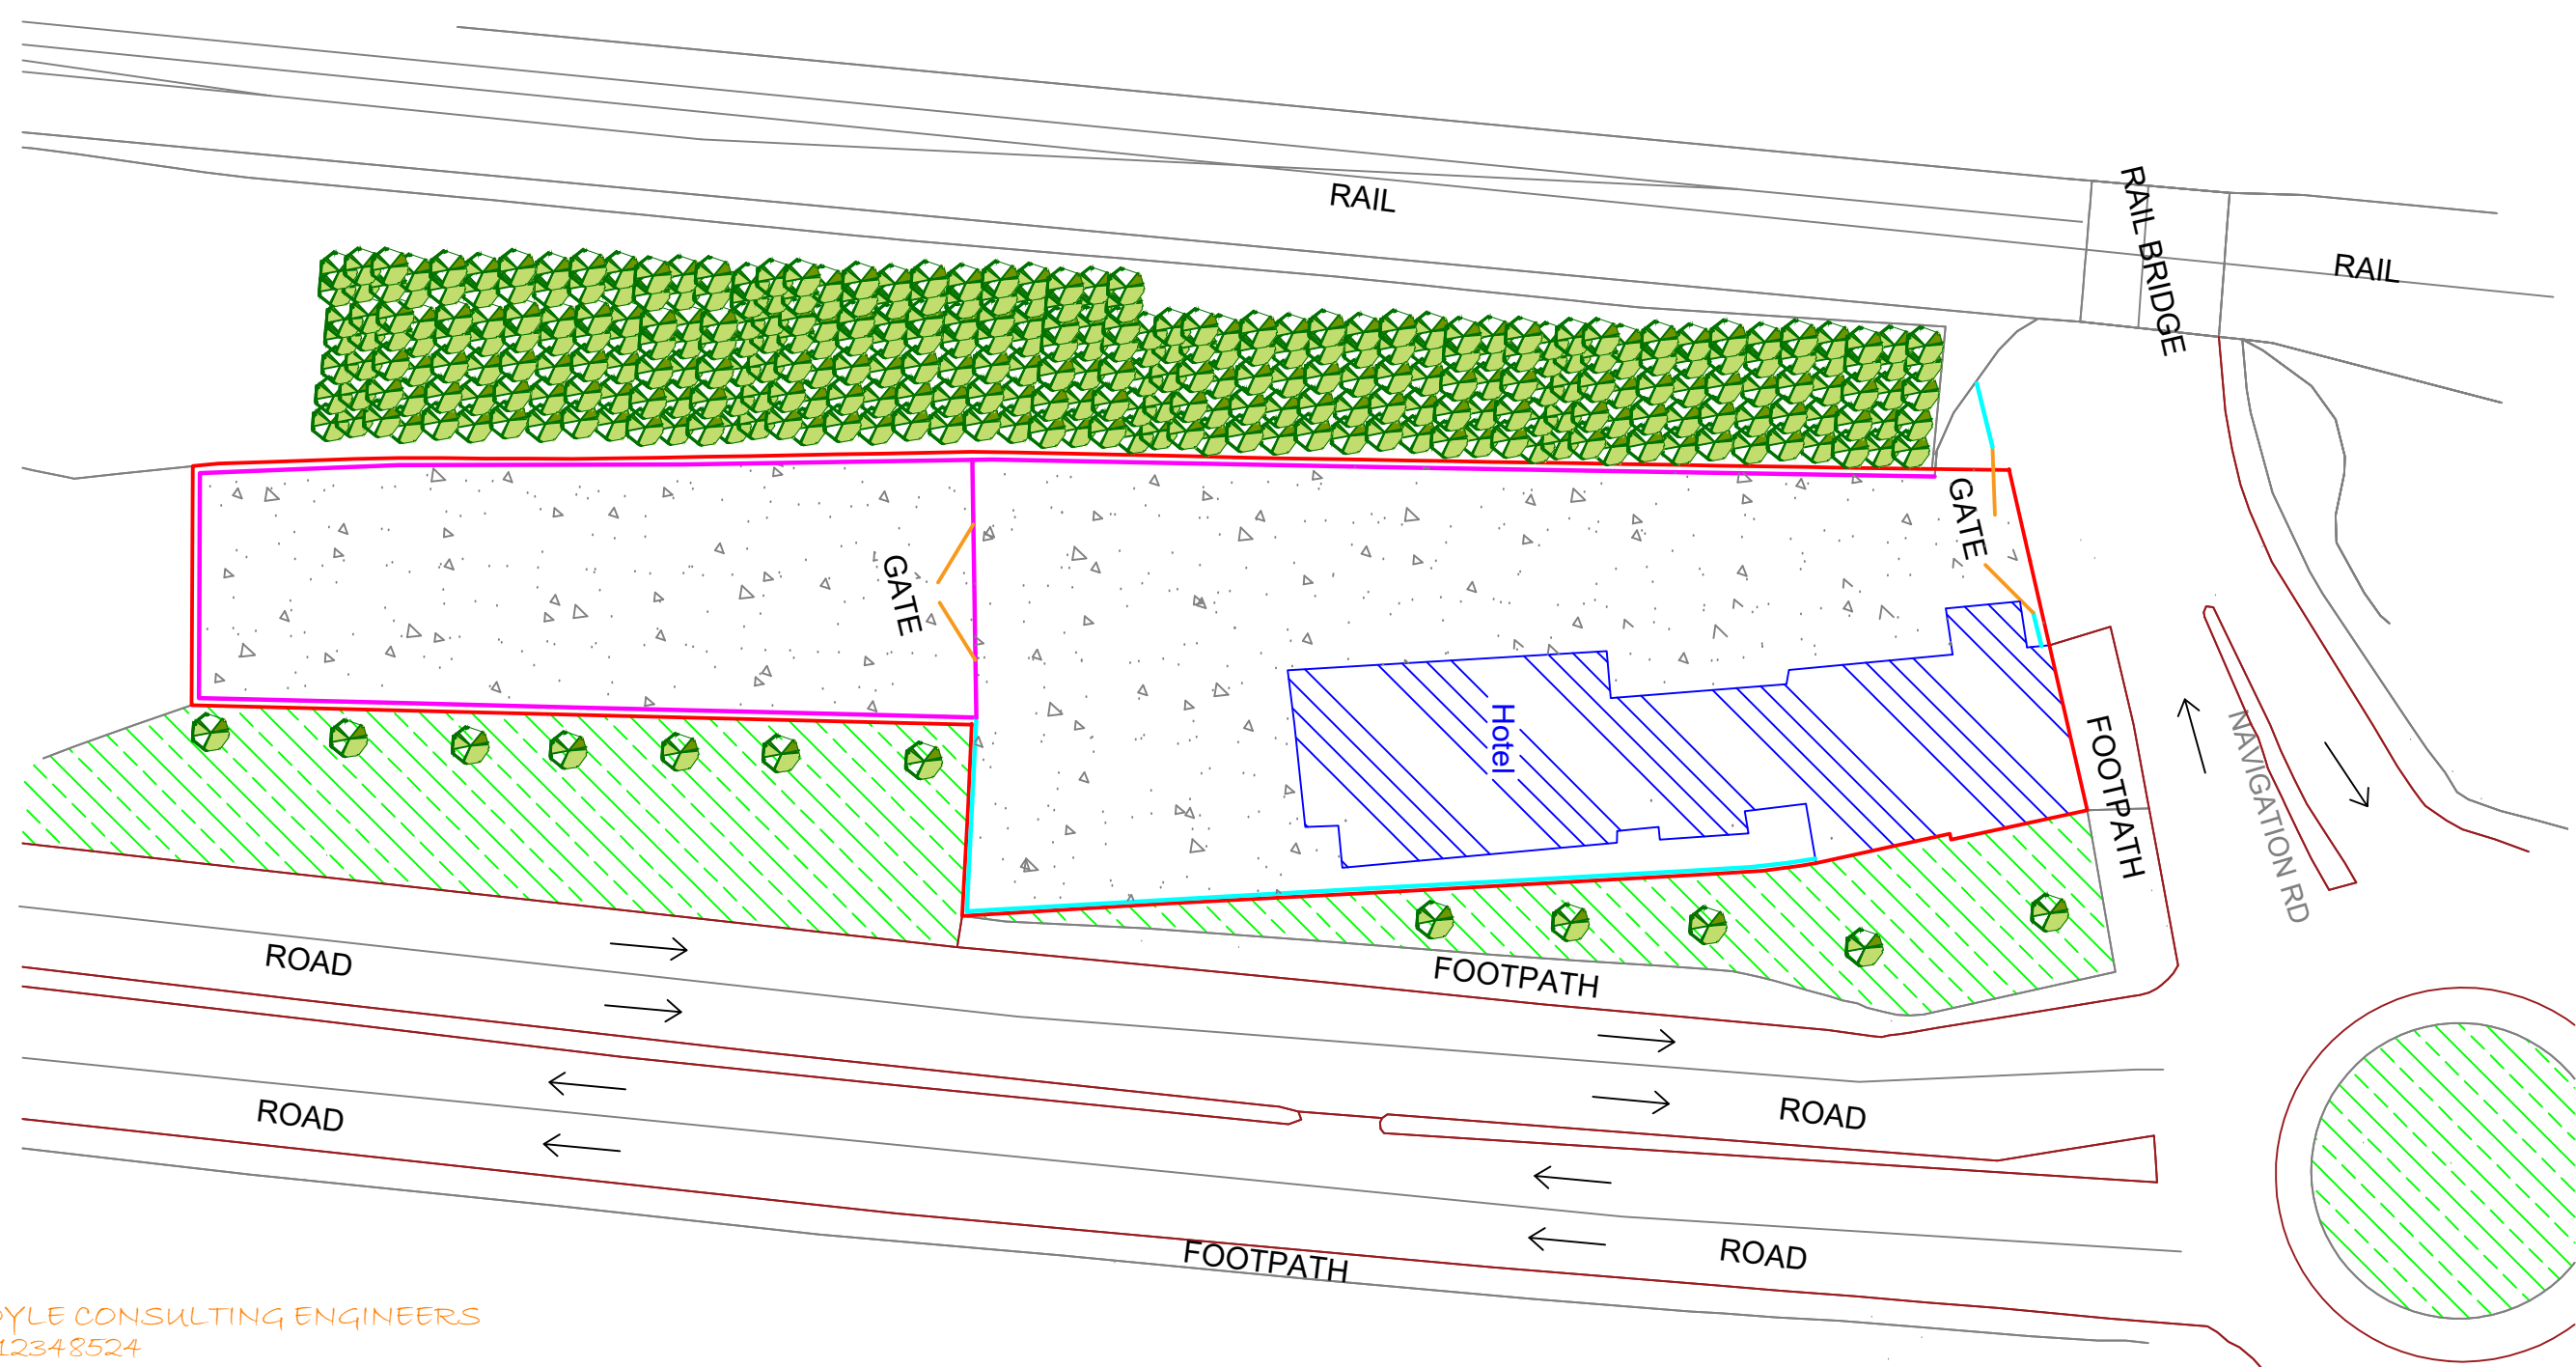 RAIL
RAIL BRIDGE
RAIL
GATE
GATE
Hotel
FOOTPATH
NAVIGATION RD
ROAD
FOOTPATH
ROAD
ROAD
ROAD
FOOTPATH
OYLE CONSULTING ENGINEERS
12348524